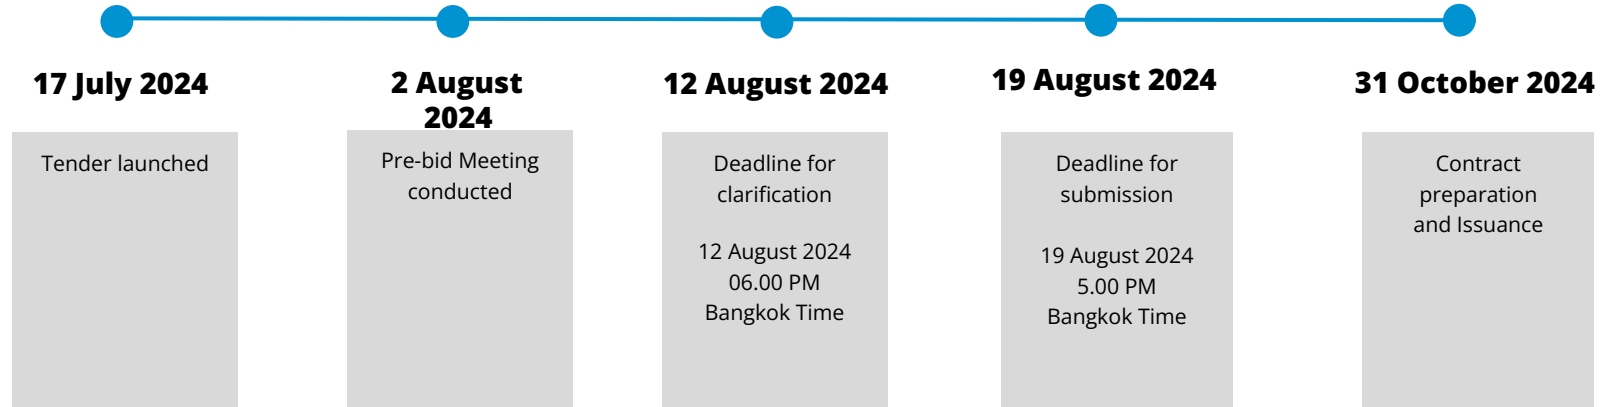 17 July 2024
Tender launched
2 August
2024
Pre-bid Meeting
conducted
12 August 2024
Deadline for
clarification
12 August 2024
06.00 PM
Bangkok Time
19 August 2024
Deadline for
submission
19 August 2024
5.00 PM
Bangkok Time
31 October 2024
Contract
preparation
and Issuance